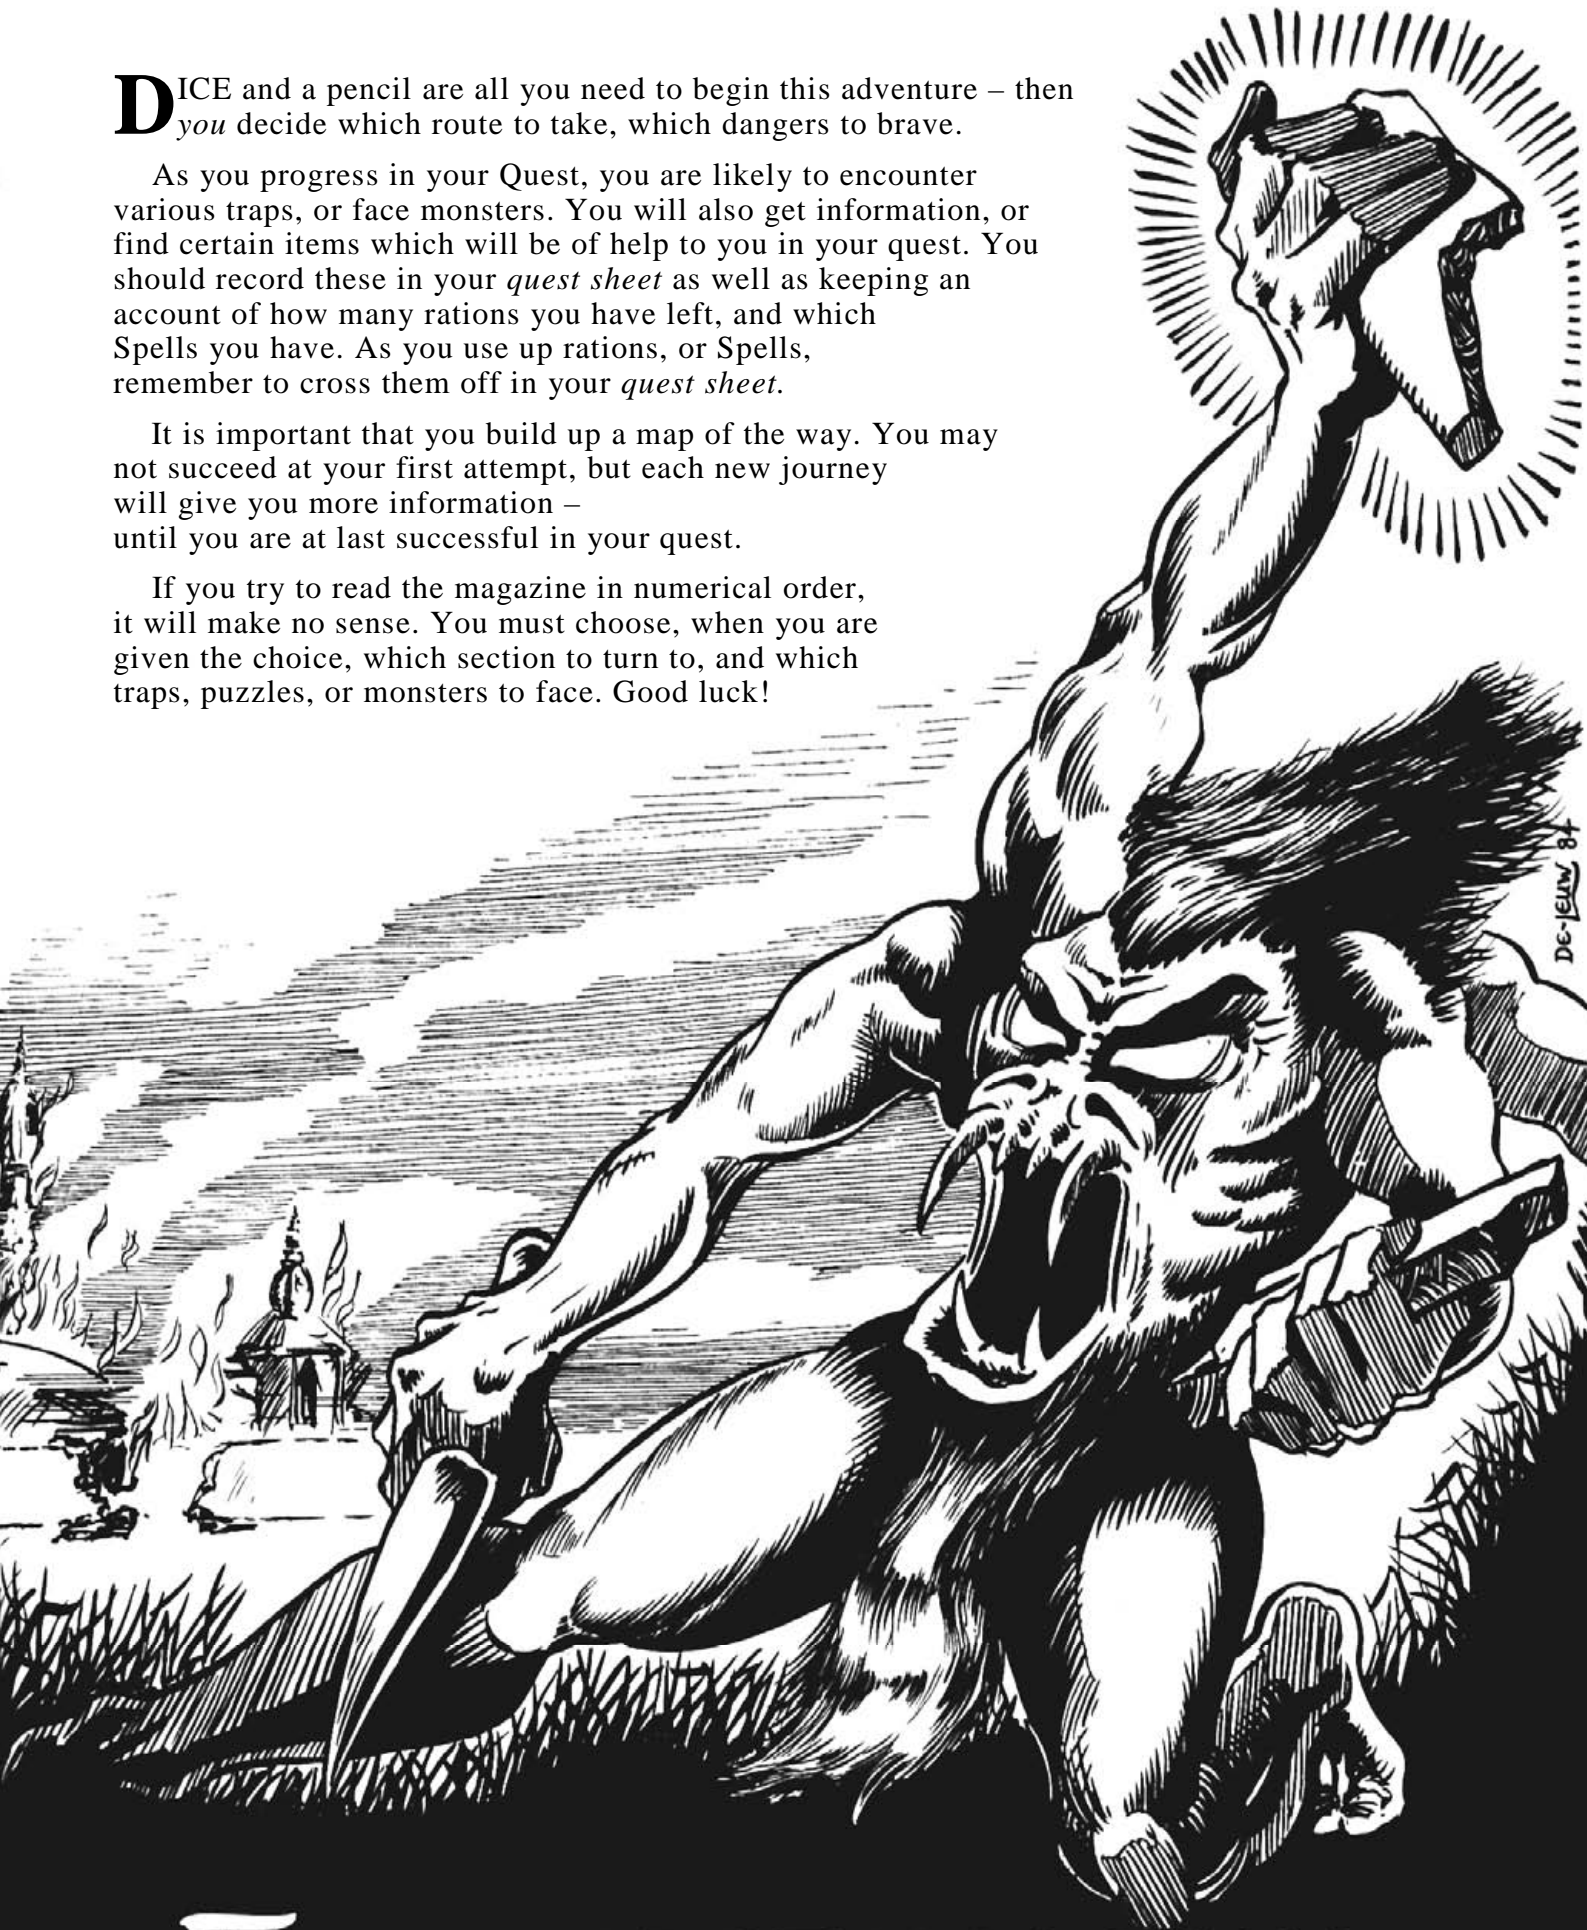 DICE and a pencil are all you need to begin this adventure – then
you decide which route to take, which dangers to brave.
As you progress in your Quest, you are likely to encounter
various traps, or face monsters. You will also get information, or
find certain items which will be of help to you in your quest. You
should record these in your quest sheet as well as keeping an
account of how many rations you have left, and which
Spells you have. As you use up rations, or Spells,
remember to cross them off in your quest sheet.
It is important that you build up a map of the way. You may
not succeed at your first attempt, but each new journey
will give you more information –
until you are at last successful in your quest.
If you try to read the magazine in numerical order,
it will make no sense. You must choose, when you are
given the choice, which section to turn to, and which
traps, puzzles, or monsters to face. Good luck!
DE-LEUW 84